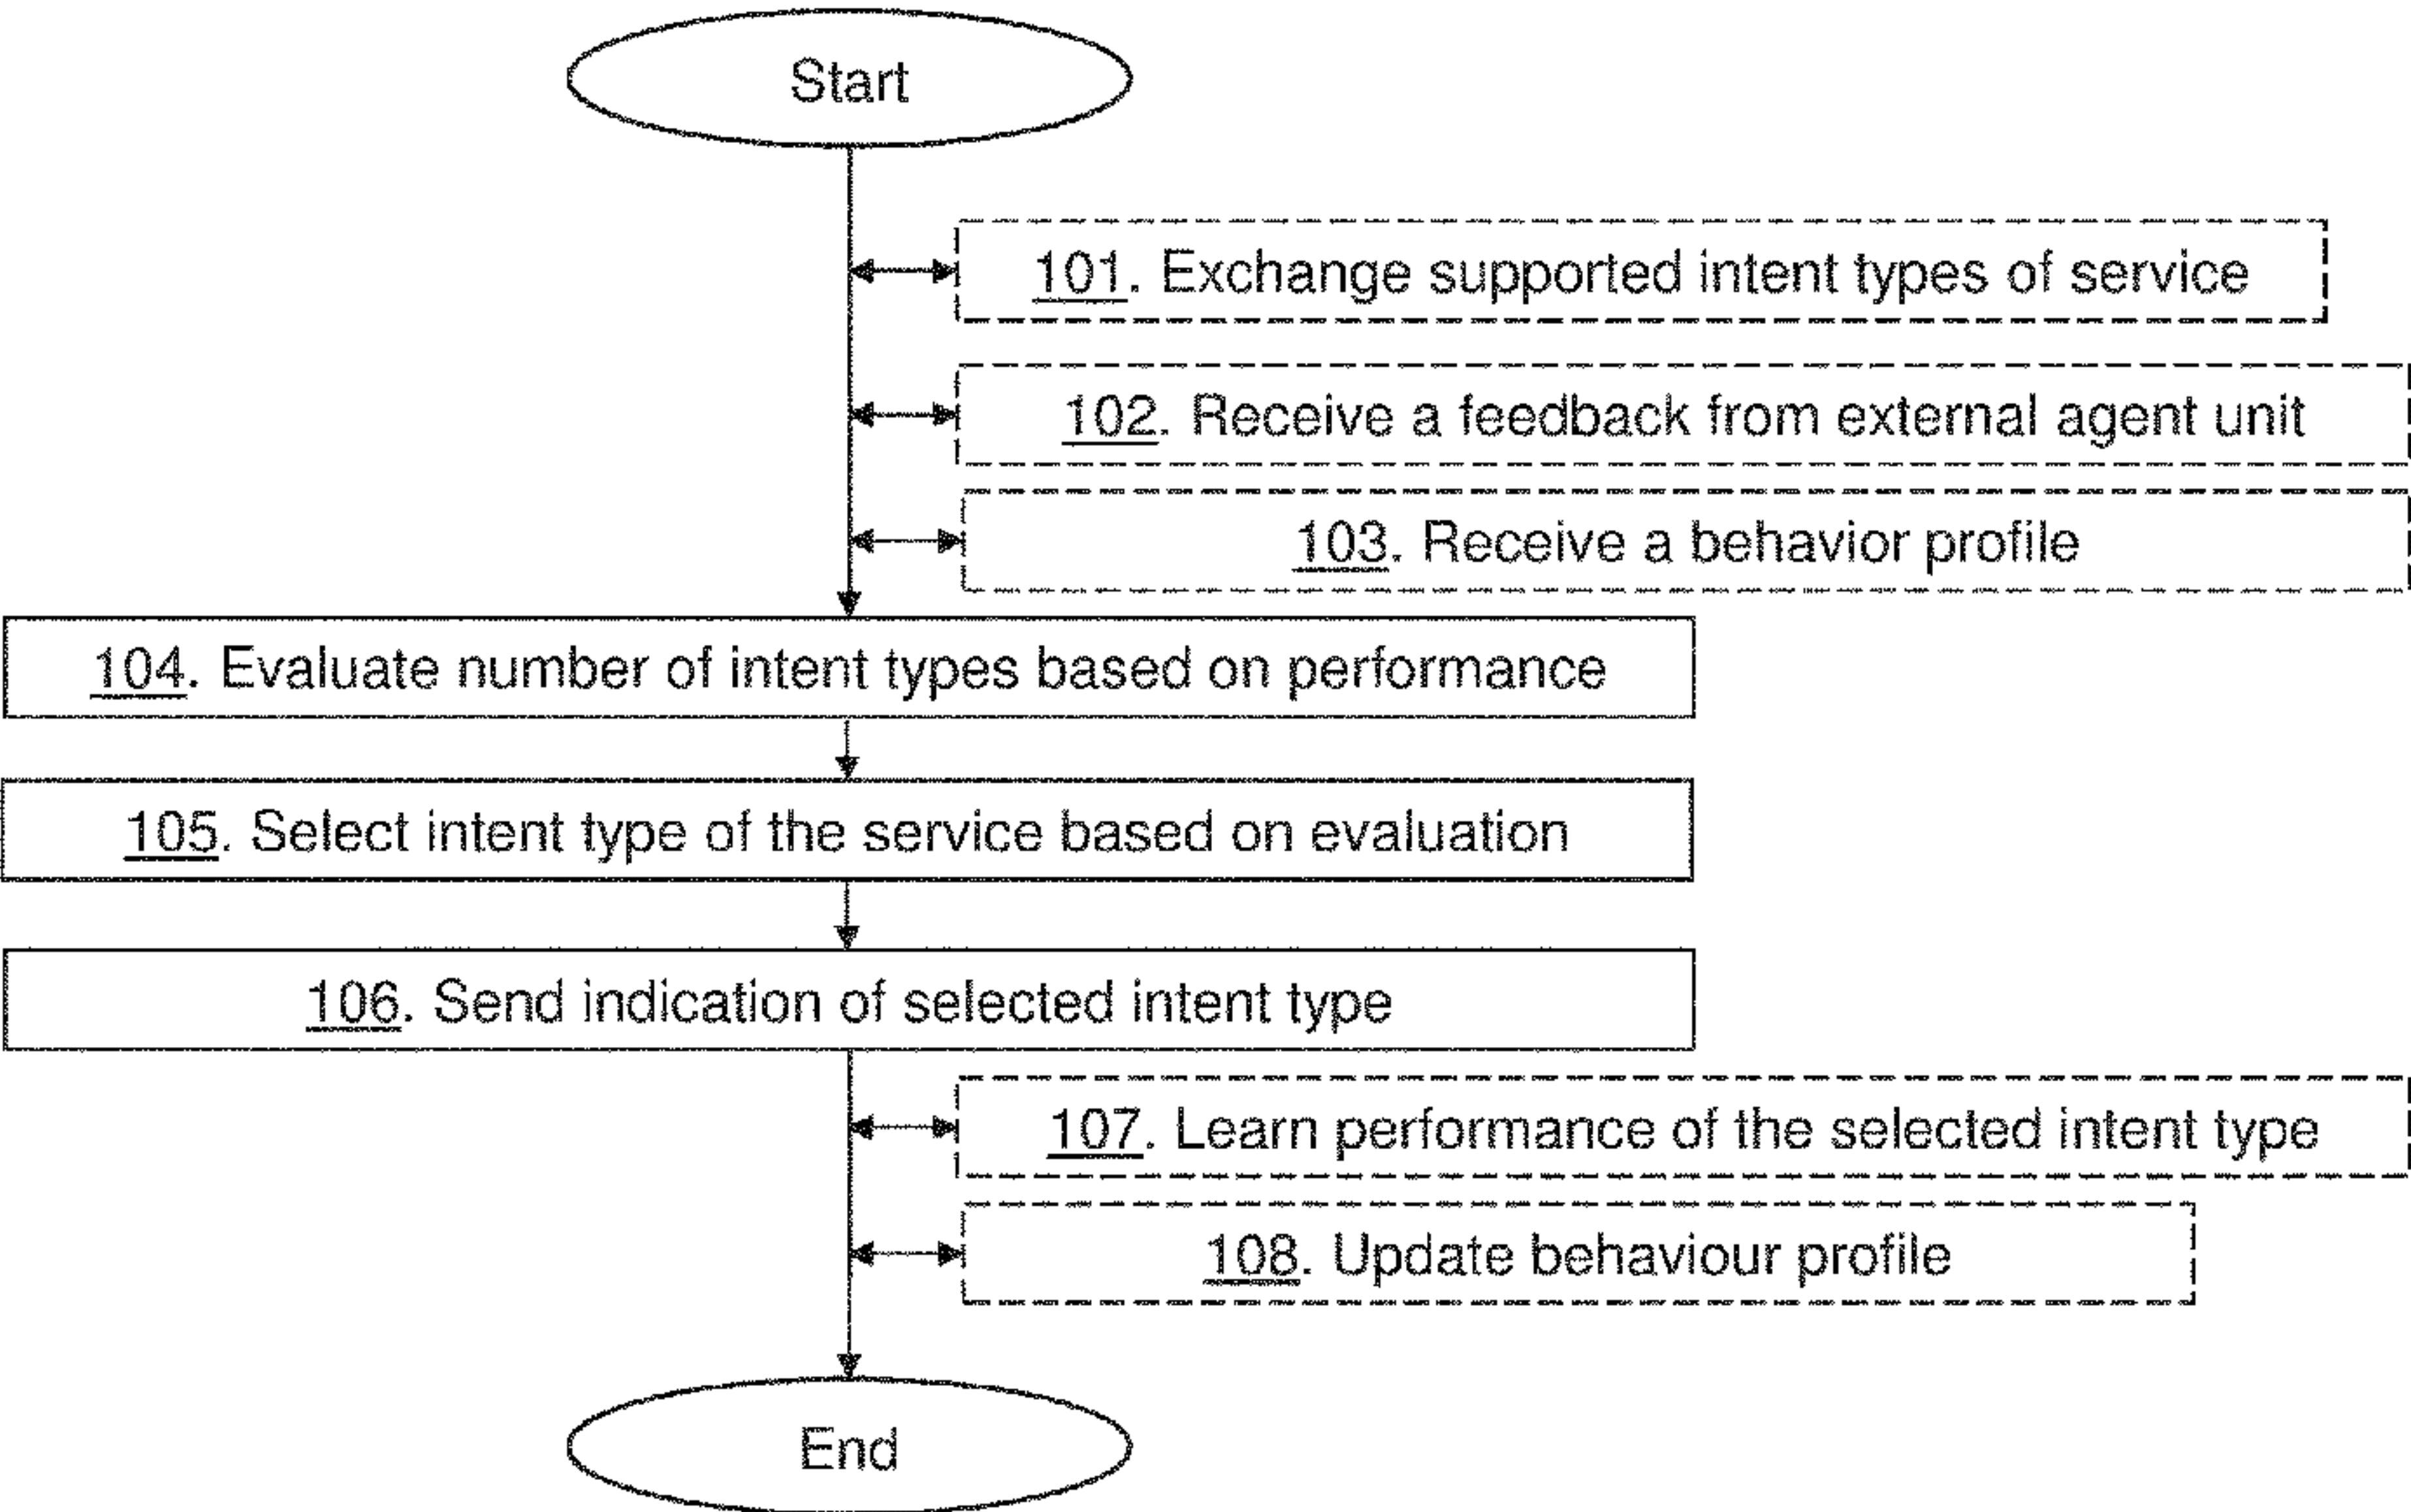 Start
101. Exchange supported intent types of service
102. Receive a feedback from external agent unit
103. Receive a behavior profile
104. Evaluate number of intent types based on performance
105. Select intent type of the service based on evaluation
106. Send indication of selected intent type
107. Learn performance of the selected intent type
108. Update behaviour profile
End